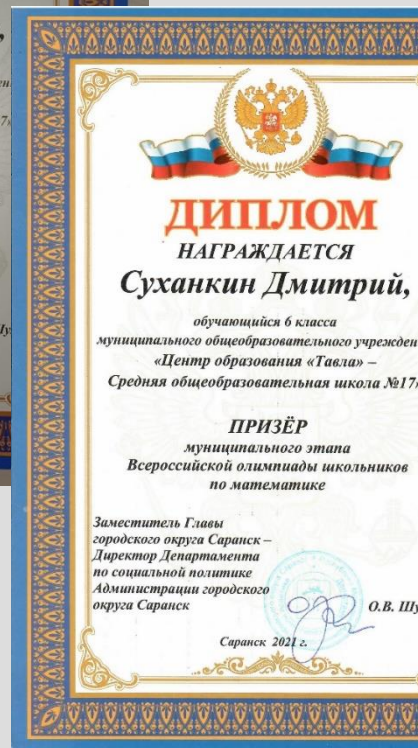 ДИПЛОМ
НАГРАЖДАЕТСЯ
Суханкин Дмитрий,
обучающийся 6 класса
муниципального общеобразовательного учрежден
«Центр образования «Тавла» –
Средняя общеобразовательная школа №17»
ПРИЗЁР
муниципального этапа
Всероссийской олимпиады школьников
по математике
Заместитель Главы
городского округа Саранск –
Директор Департамента
по социальной политике
Администрации городского
округа Саранск
О.В. Шу
Саранск 2021 г.